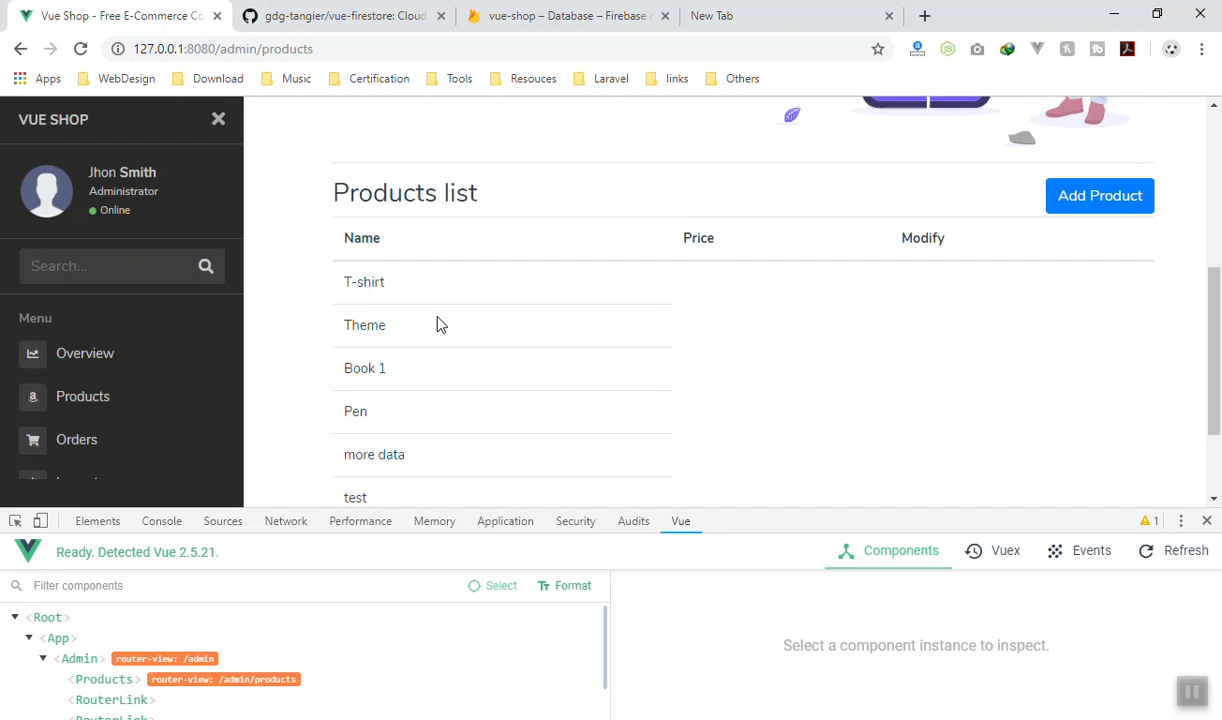 Vue Shop - Free E-Commerce Co
gdg-tangier/vue-firestore: Cloud
vue-shop – Database – Firebase
New Tab
127.0.0.1:8080/admin/products
Apps
WebDesign
Download
Music
Certification
Tools
Resouces
Laravel
links
Others
VUE SHOP
Jhon Smith
Administrator
Online
Search...
Menu
Overview
Products
Orders
Products list
Add Product
Name Price Modify
T-shirt
Theme
Book 1
Pen
more data
test
Elements Console Sources Network Performance Memory Application Security Audits Vue
1
Ready. Detected Vue 2.5.21.
Components Vuex Events Refresh
Filter components
Select
Format
<Root>
<App>
<Admin> router-view: /admin
<Products> router-view: /admin/products
<RouterLink>
<RouterLink>
Select a component instance to inspect.